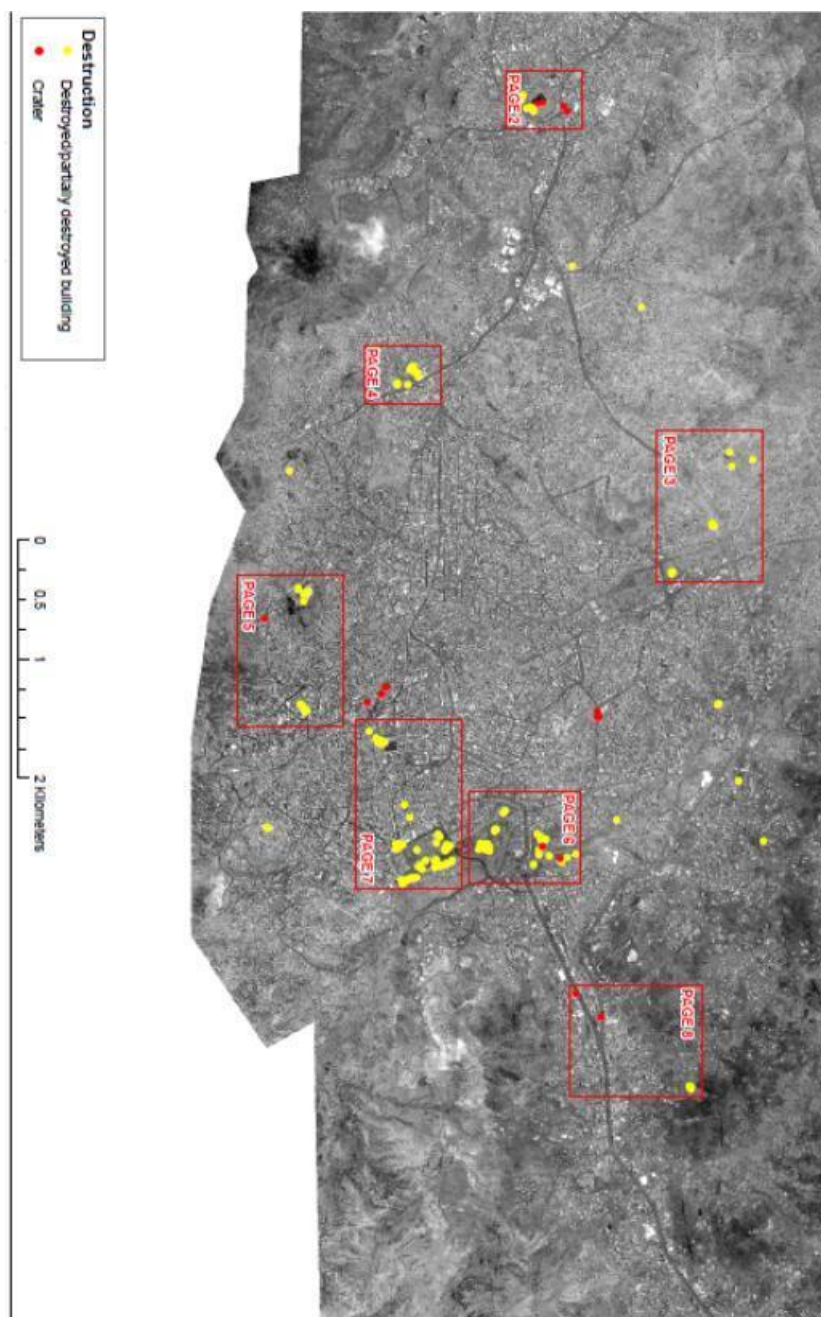 Destruction
Destroyed/partially destroyed building
Crater
0 0.5 1 2 Kilometers
PAGE 2
PAGE 4
PAGE 3
PAGE 5
PAGE 7
PAGE 6
PAGE 8